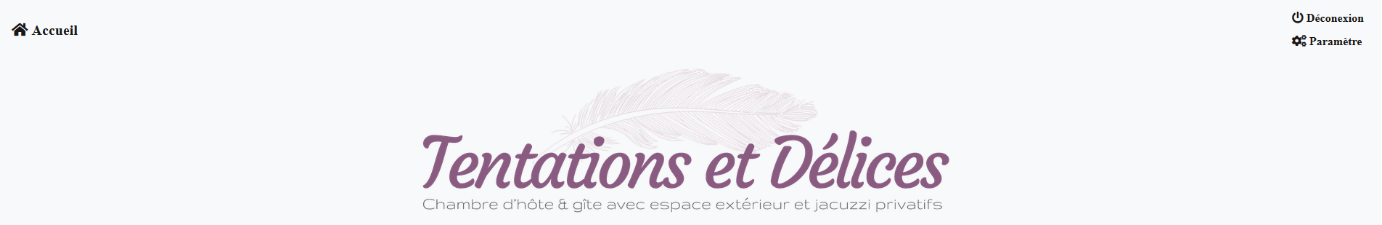 Accueil
Déconexion
Paramètre
Tentations et Délices
Chambre d'hôte & gîte avec espace extérieur et jacuzzi privatifs